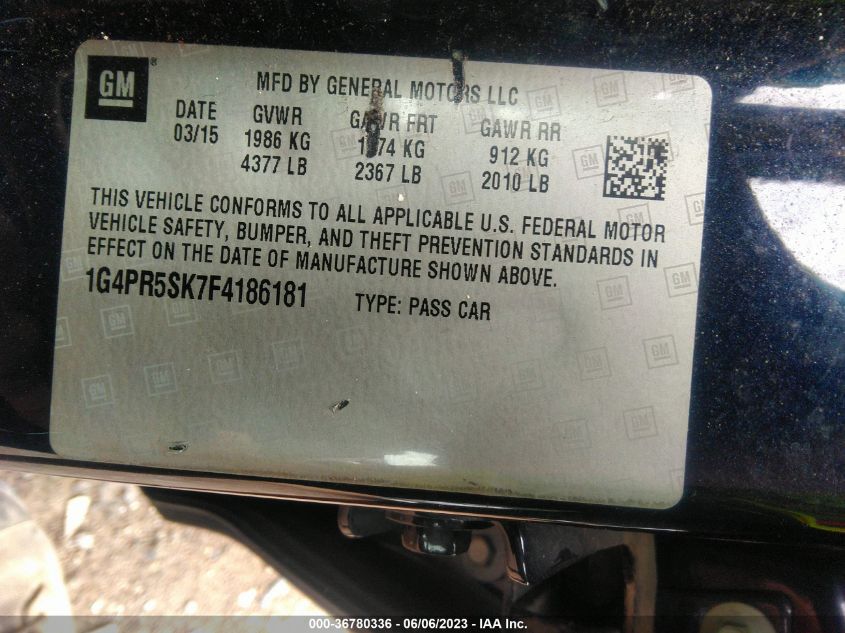 GM ®
MFD BY GENERAL MOTORS LLC
DATE GVWR GAWR FRT GAWR RR
03/15 1986 KG 1074 KG 912 KG
4377 LB 2367 LB 2010 LB
THIS VEHICLE CONFORMS TO ALL APPLICABLE U.S. FEDERAL MOTOR
VEHICLE SAFETY, BUMPER, AND THEFT PREVENTION STANDARDS IN
EFFECT ON THE DATE OF MANUFACTURE SHOWN ABOVE.
1G4PR5SK7F4186181 TYPE: PASS CAR
000-36780336 - 06/06/2023 - IAA Inc.